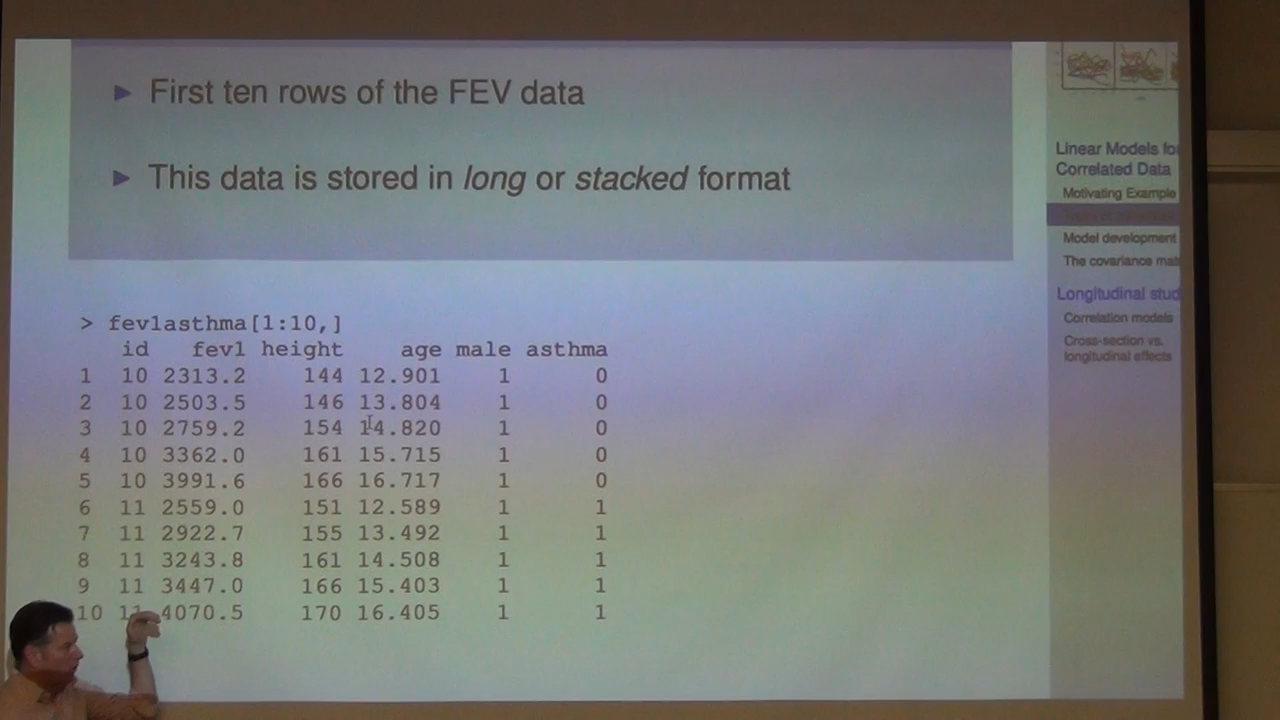 ▶ First ten rows of the FEV data
▶ This data is stored in long or stacked format
> fev1asthma[1:10,]
id fev1 height age male asthma
1 10 2313.2 144 12.901 1 0
2 10 2503.5 146 13.804 1 0
3 10 2759.2 154 14.820 1 0
4 10 3362.0 161 15.715 1 0
5 10 3991.6 166 16.717 1 0
6 11 2559.0 151 12.589 1 1
7 11 2922.7 155 13.492 1 1
8 11 3243.8 161 14.508 1 1
9 11 3447.0 166 15.403 1 1
10 11 4070.5 170 16.405 1 1
Linear Models fo
Correlated Data
Motivating Example
Model development
The covariance mat
Longitudinal stud
Correlation models
Cross-section vs.
longitudinal effects